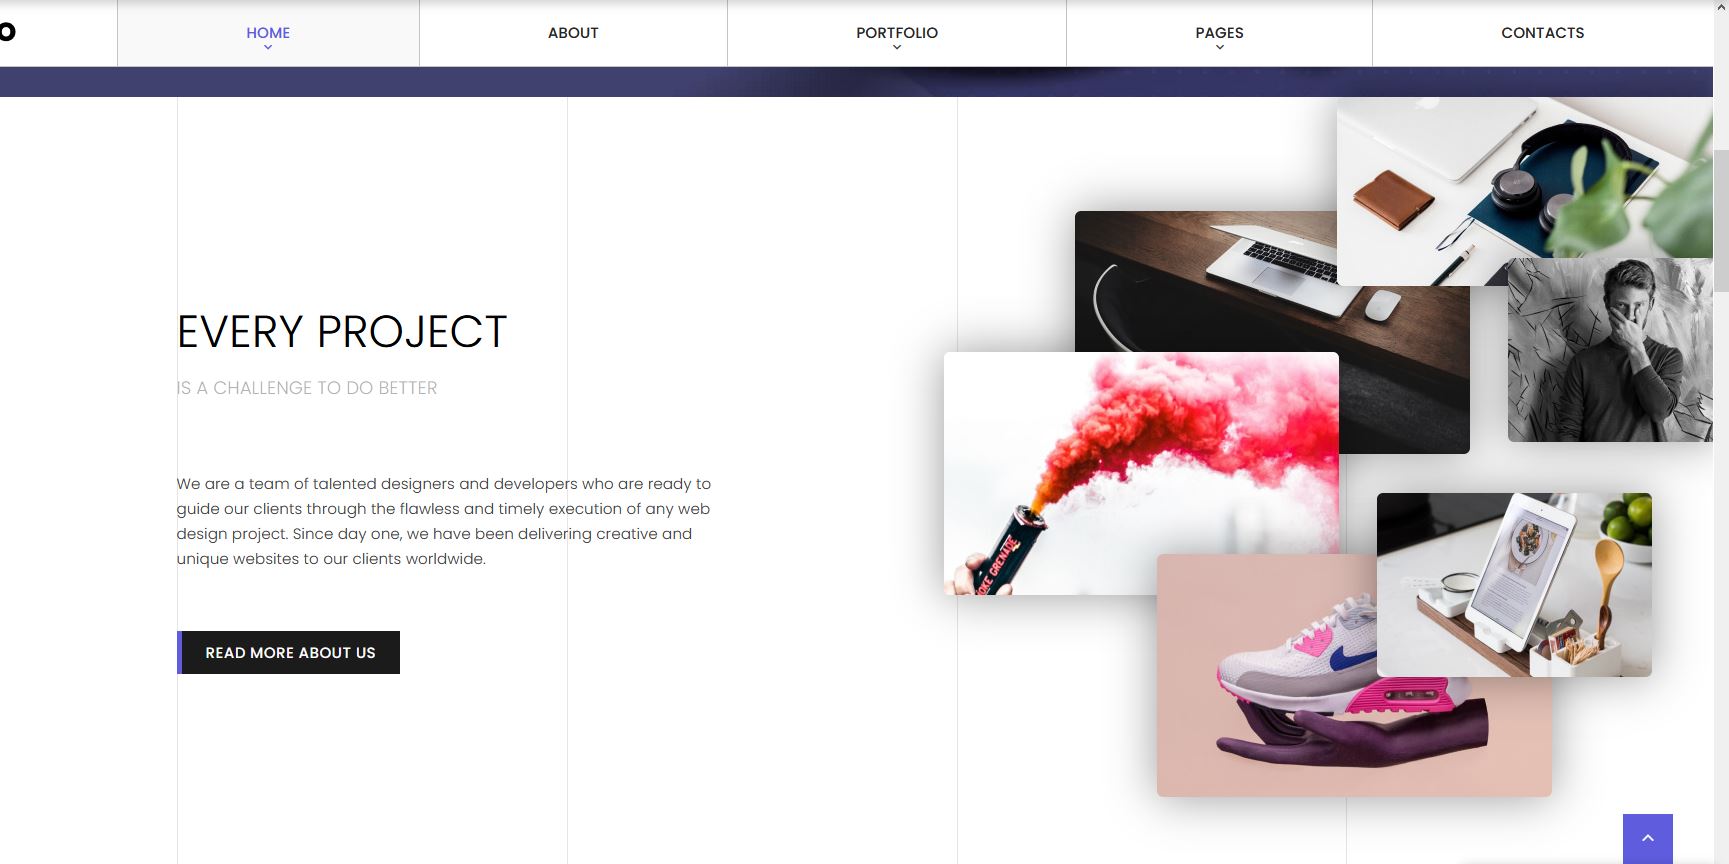 o
HOME
ABOUT
PORTFOLIO
PAGES
CONTACTS
EVERY PROJECT
IS A CHALLENGE TO DO BETTER
We are a team of talented designers and developers who are ready to
guide our clients through the flawless and timely execution of any web
design project. Since day one, we have been delivering creative and
unique websites to our clients worldwide.
READ MORE ABOUT US
OKE GRENADE